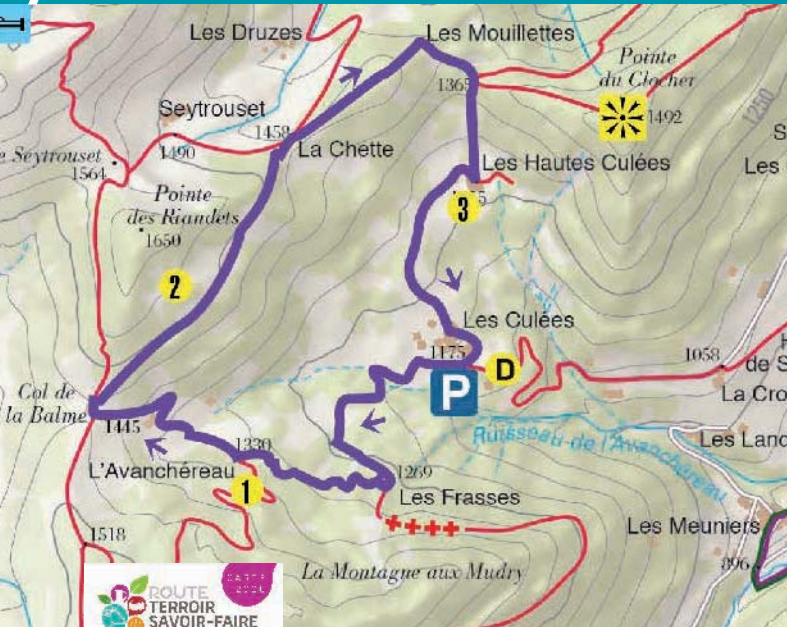 Les Druzes
Les Mouillettes
Pointe
du Clocher
1365
1492
1250
Seytrouset
1458
La Chette
1490
Seytrouset
1564
Les Hautes Culées
S
Les
Pointe
des Riandets
1650
3
2
Les Culées
1175
D
P
1058
de S
La Cro
Col de
la Balme
1445
1330
L'Avanchéreau
1
1269
Les Frasses
Ruisseau de l'Avanchéreau
Les Land
Les Meuniers
896
1518
La Montagne aux Mudry
ROUTE
TERROIR
SAVOIR-FAIRE